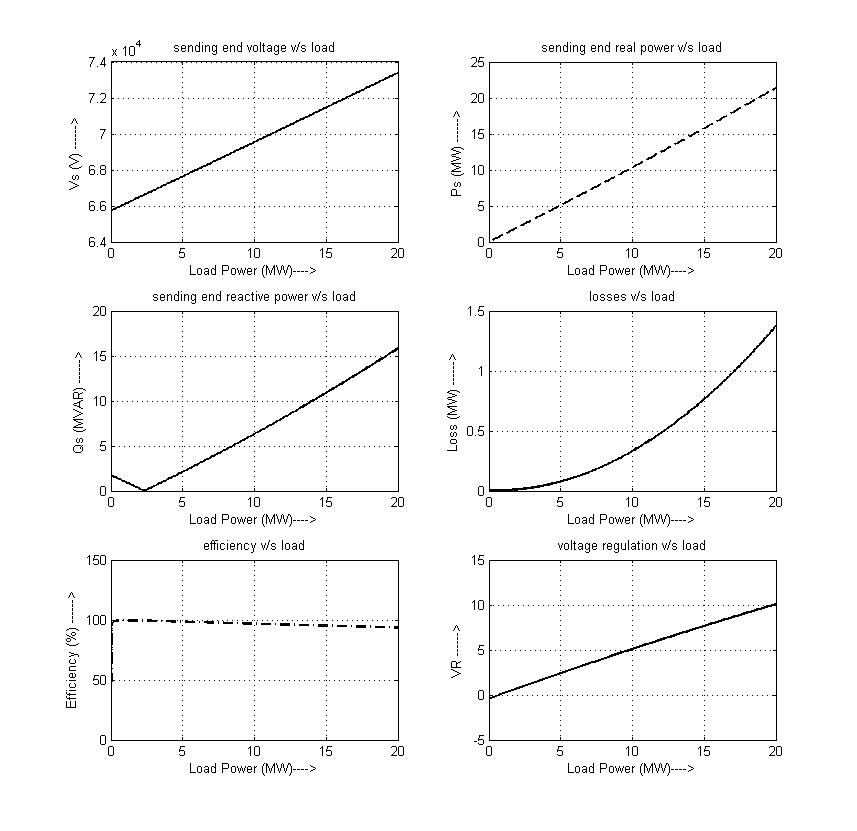 sending end voltage v/s load
x 10^4
7.4
7.2
7
6.8
6.6
6.4
Vs (V) ------>
0 5 10 15 20
Load Power (MW)---->
sending end real power v/s load
25
20
15
10
5
0
Ps (MW) ------>
0 5 10 15 20
Load Power (MW)---->
sending end reactive power v/s load
20
15
10
5
0
Qs (MVAR) ------>
0 5 10 15 20
Load Power (MW)---->
losses v/s load
1.5
1
0.5
0
Loss (MW) ------>
0 5 10 15 20
Load Power (MW)---->
efficiency v/s load
150
100
50
0
Efficiency (%) ------>
0 5 10 15 20
Load Power (MW)---->
voltage regulation v/s load
15
10
5
0
-5
VR ------>
0 5 10 15 20
Load Power (MW)---->